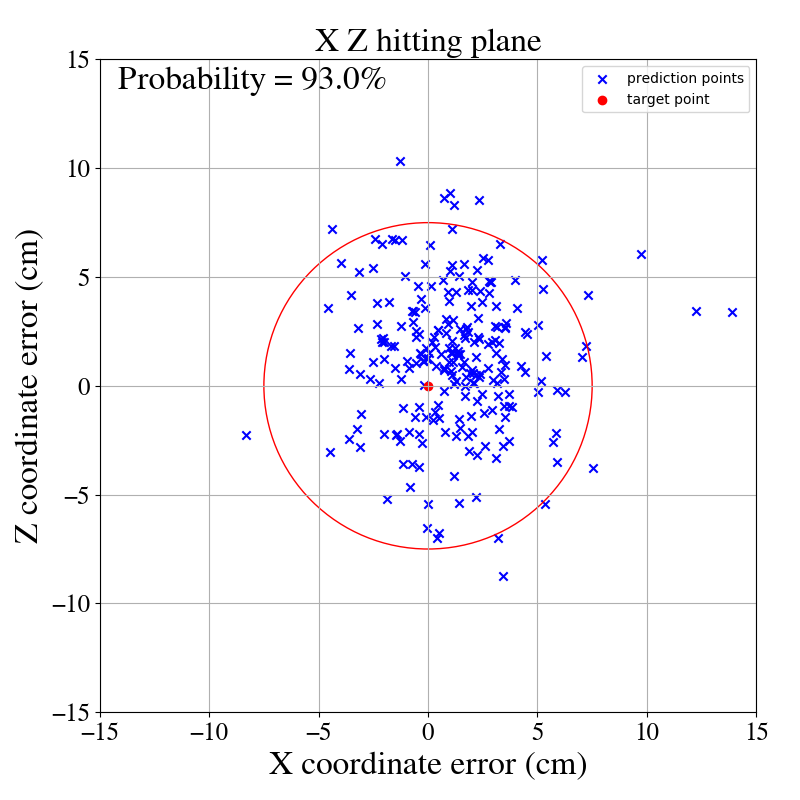 X Z hitting plane
Probability = 93.0%
prediction points
target point
15
10
5
0
−5
−10
−15
−15
−10
−5
0
5
10
15
Z coordinate error (cm)
X coordinate error (cm)